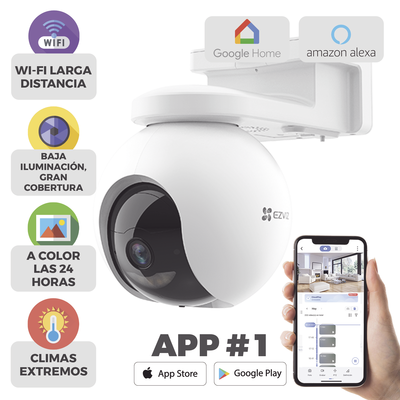 WiFi
WI-FI LARGA
DISTANCIA
Google Home
amazon alexa
BAJA
ILUMINACIÓN,
GRAN
COBERTURA
EZVIZ
A COLOR
LAS 24
HORAS
CLIMAS
EXTREMOS
APP #1
App Store
Google Play